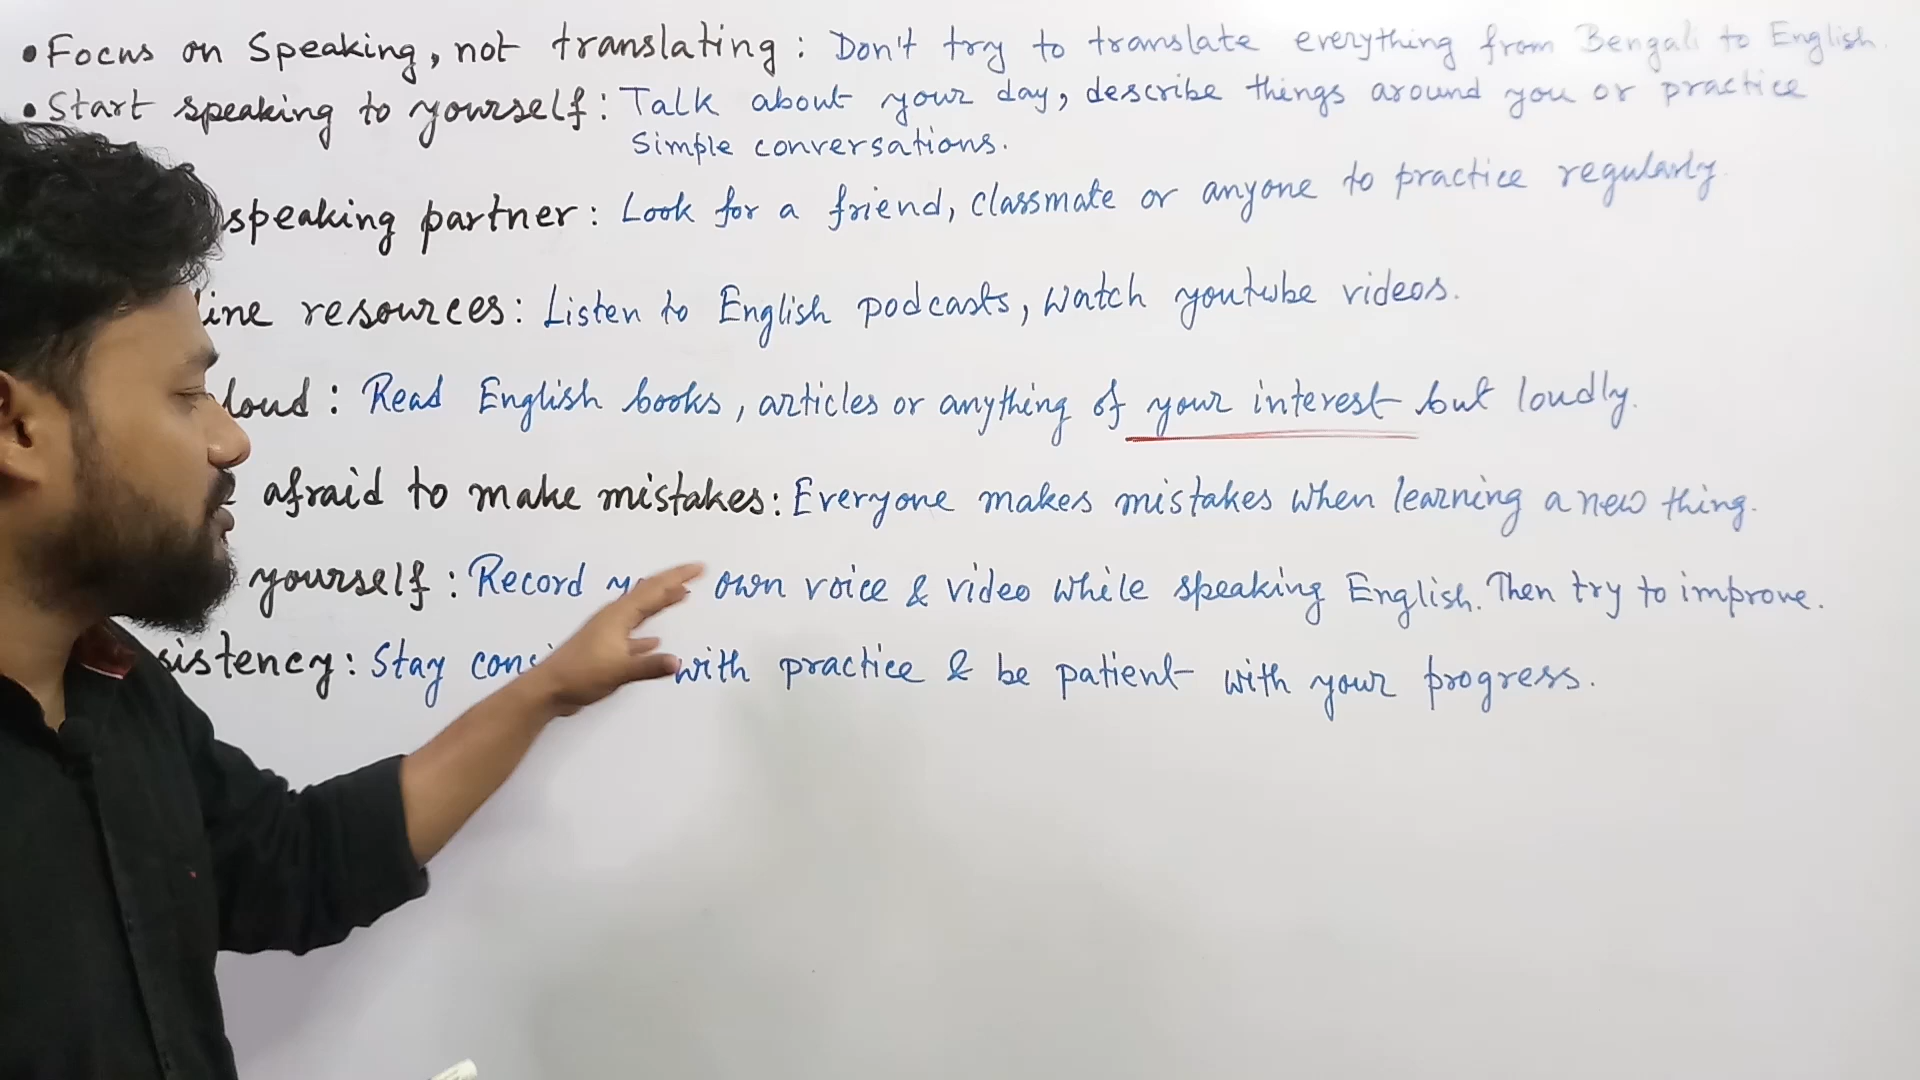 • Focus on Speaking, not translating: Don't try to translate everything from Bengali to English.
• Start speaking to yourself: Talk about your day, describe things around you or practice
Simple conversations.
speaking partner: Look for a friend, classmate or anyone to practice regularly.
resources: Listen to English podcasts, watch youtube videos.
Read English books, articles or anything of your interest but loudly.
afraid to make mistakes: Everyone makes mistakes when learning a new thing.
yourself: Record own voice & video while speaking English. Then try to improve.
Stay with practice & be patient with your progress.